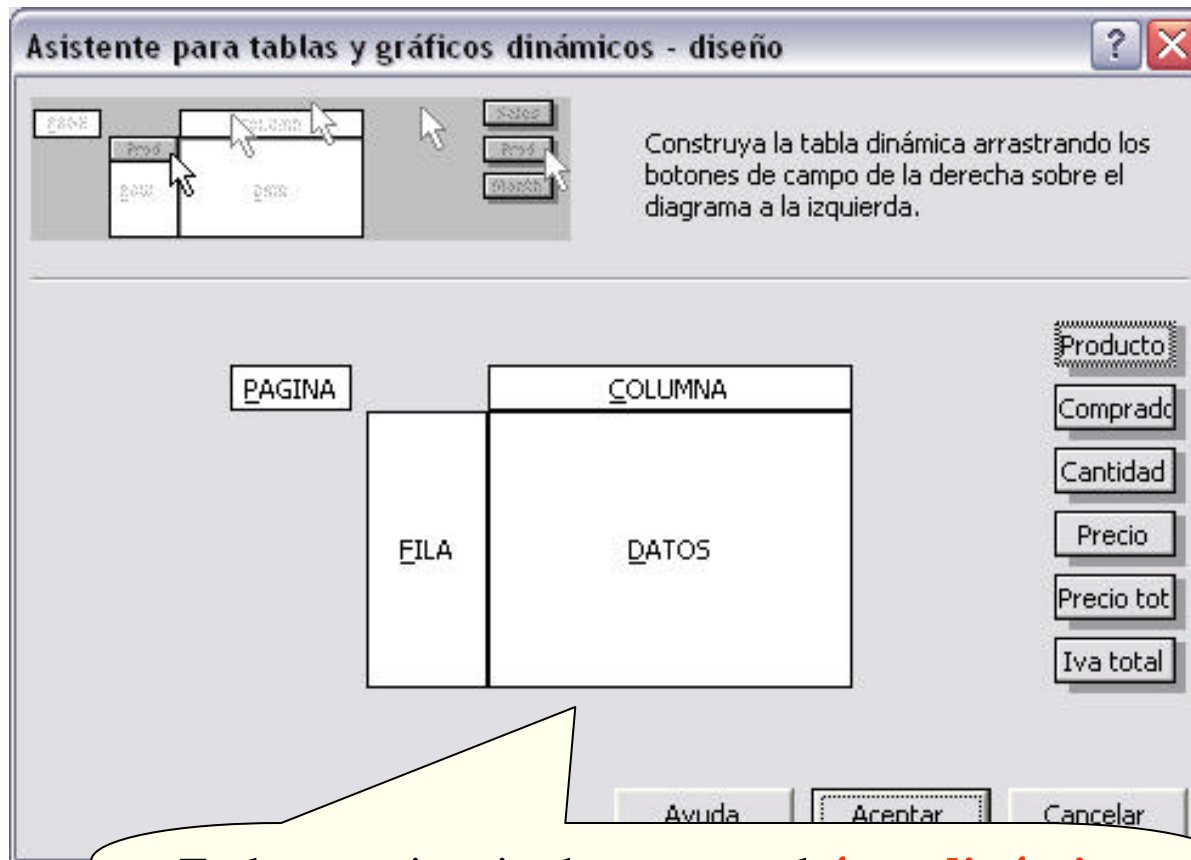 Asistente para tablas y gráficos dinámicos - diseño
Prod
Prod
Construya la tabla dinámica arrastrando los
botones de campo de la derecha sobre el
diagrama a la izquierda.
Producto
PAGINA
COLUMNA
Comprado
Cantidad
FILA
DATOS
Precio
Precio tot
Iva total
Ayuda
Aceptar
Cancelar